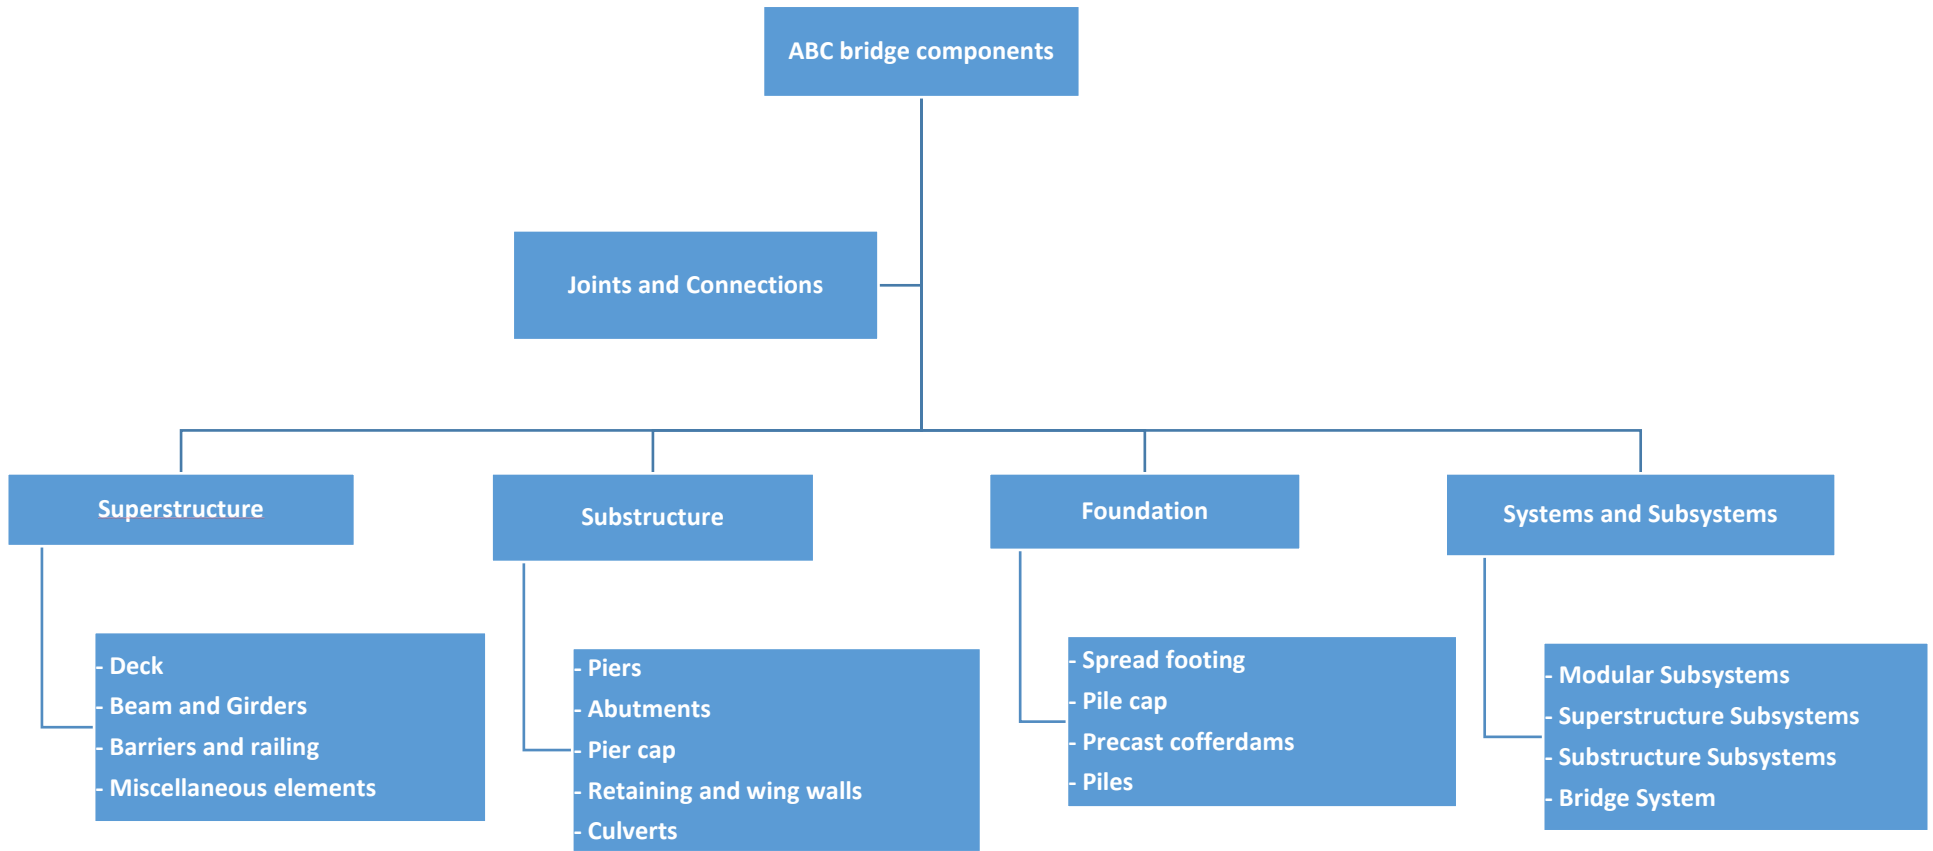 ABC bridge components
Joints and Connections
Superstructure
Substructure
Foundation
Systems and Subsystems
- Deck
- Beam and Girders
- Barriers and railing
- Miscellaneous elements
- Piers
- Abutments
- Pier cap
- Retaining and wing walls
- Culverts
- Spread footing
- Pile cap
- Precast cofferdams
- Piles
- Modular Subsystems
- Superstructure Subsystems
- Substructure Subsystems
- Bridge System